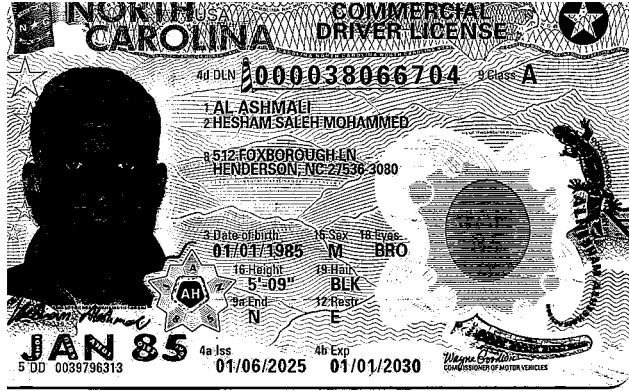 NORTH USA
CAROLINA
COMMERCIAL
DRIVER LICENSE
4d DLN 000038066704 9 Class A
1 AL ASHMALI
2 HESHAM SALEH MOHAMMED
8 512 FOXBOROUGH LN
HENDERSON, NC 27536-3080
3 Date of birth 15 Sex 18 Eyes
01/01/1985 M BRO
16 Height 19 Hair
5'-09" BLK
9a End 12 Restr
N E
AH
JAN 85
4a Iss 4b Exp
01/06/2025 01/01/2030
5 DD 0039796313
COMMISSIONER OF MOTOR VEHICLES